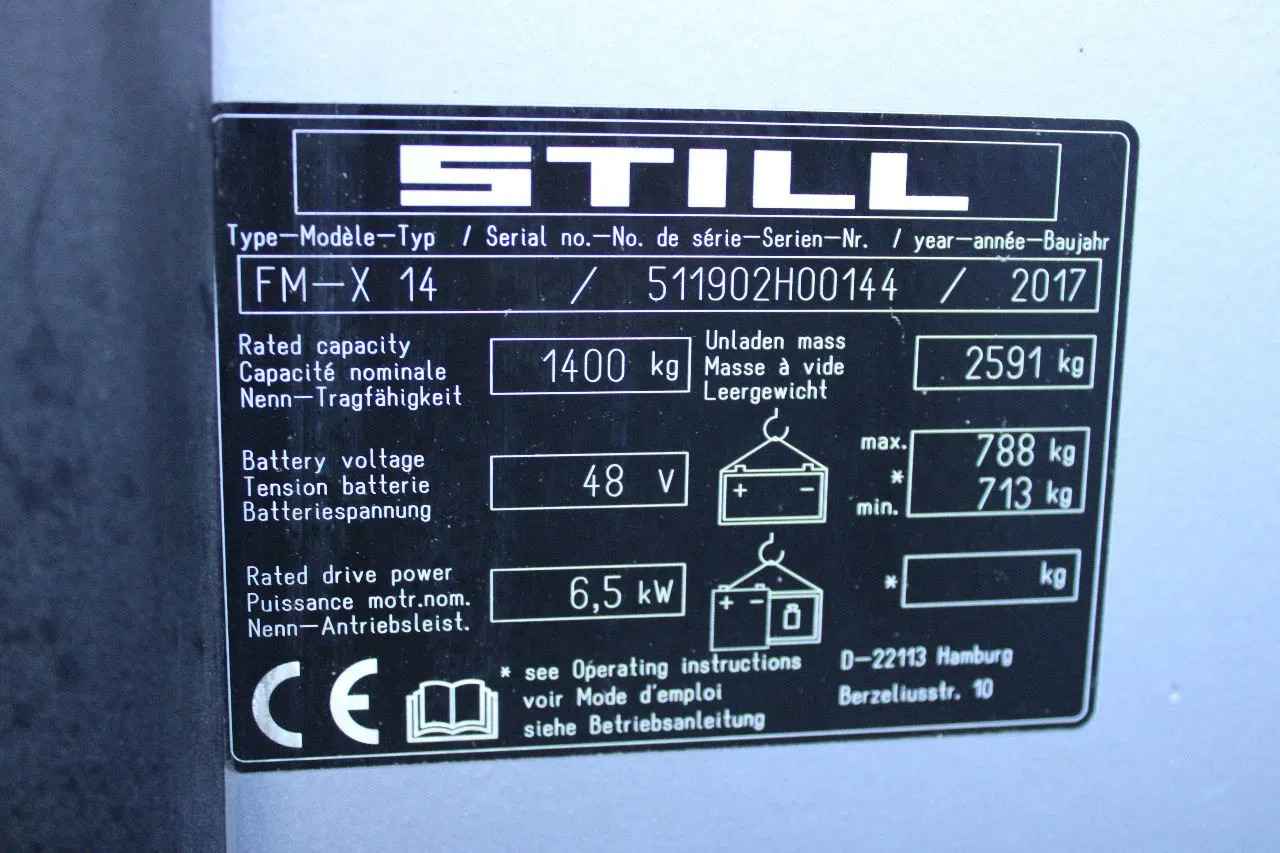 STILL
Type–Modèle–Typ / Serial no.–No. de série–Serien–Nr. / year–année–Baujahr
FM–X 14 / 511902H00144 / 2017
Rated capacity
Capacité nominale
Nenn–Tragfähigkeit
1400 kg
Unladen mass
Masse à vide
Leergewicht
2591 kg
Battery voltage
Tension batterie
Batteriespannung
48 V
+ –
max. 788 kg
*
min. 713 kg
Rated drive power
Puissance motr.nom.
Nenn–Antriebsleist.
6,5 kW
+ –
* kg
CE
* see Operating instructions
voir Mode d'emploi
siehe Betriebsanleitung
D–22113 Hamburg
Berzeliusstr. 10